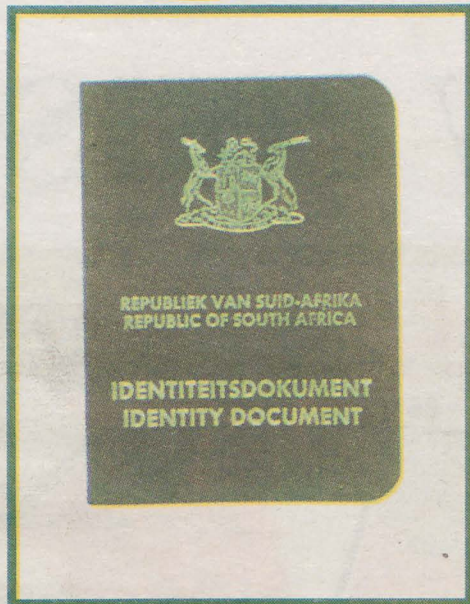 REPUBLIEK VAN SUID-AFRIKA
REPUBLIC OF SOUTH AFRICA
IDENTITEITSDOKUMENT
IDENTITY DOCUMENT